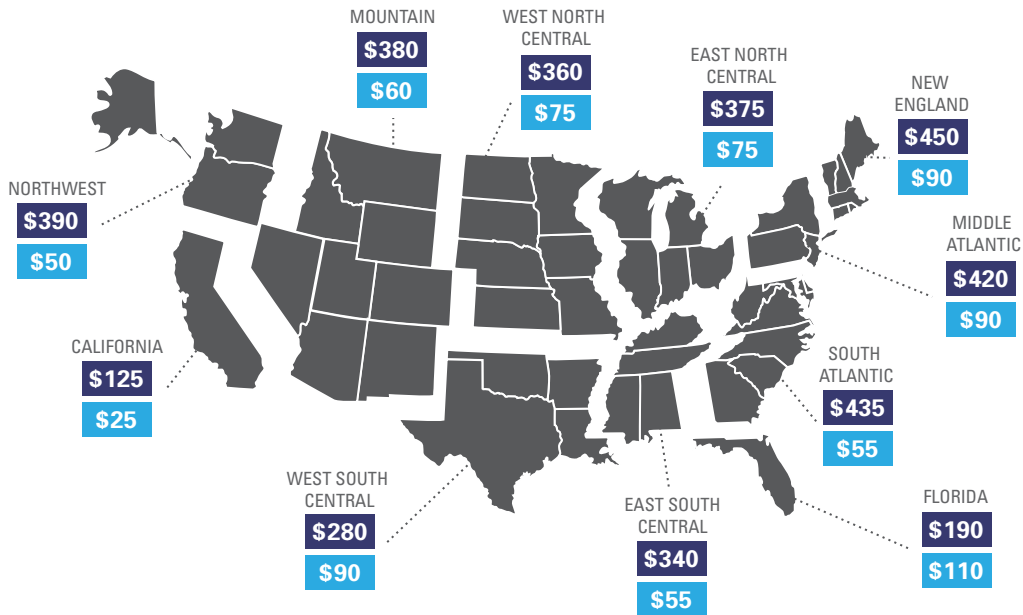 MOUNTAIN
$380
$60
WEST NORTH
CENTRAL
$360
$75
EAST NORTH
CENTRAL
$375
$75
NEW
ENGLAND
$450
$90
NORTHWEST
$390
$50
MIDDLE
ATLANTIC
$420
$90
CALIFORNIA
$125
$25
SOUTH
ATLANTIC
$435
$55
WEST SOUTH
CENTRAL
$280
$90
EAST SOUTH
CENTRAL
$340
$55
FLORIDA
$190
$110